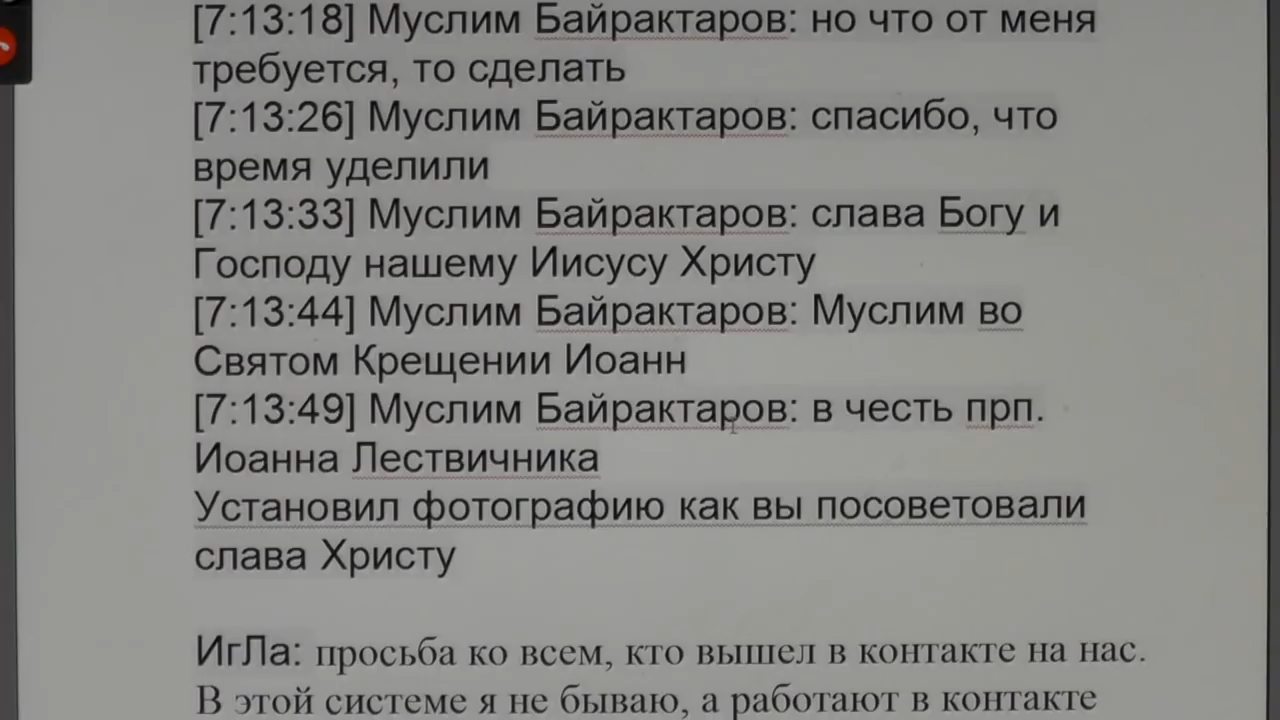 [7:13:18] Муслим Байрактаров: но что от меня
требуется, то сделать
[7:13:26] Муслим Байрактаров: спасибо, что
время уделили
[7:13:33] Муслим Байрактаров: слава Богу и
Господу нашему Иисусу Христу
[7:13:44] Муслим Байрактаров: Муслим во
Святом Крещении Иоанн
[7:13:49] Муслим Байрактаров: в честь прп.
Иоанна Лествичника
Установил фотографию как вы посоветовали
слава Христу
ИгЛа: просьба ко всем, кто вышел в контакте на нас.
В этой системе я не бываю, а работают в контакте